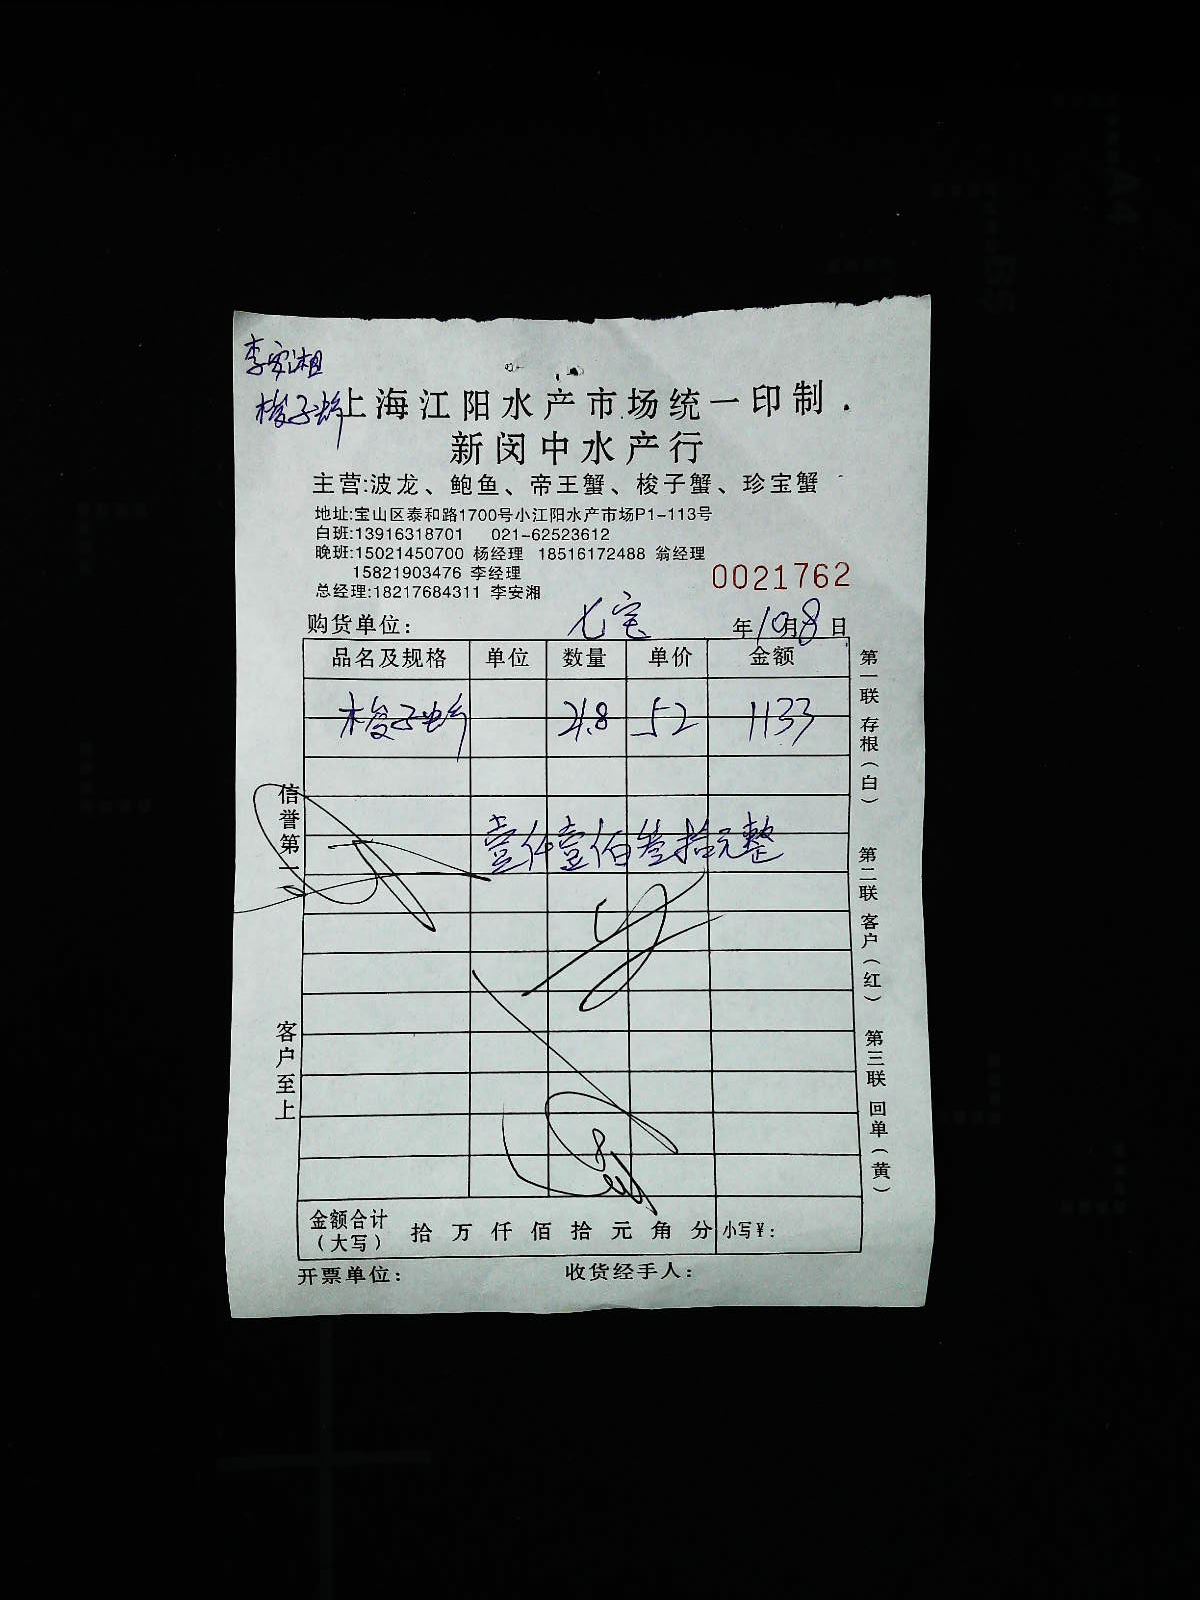 李安湘
梭子蚧
上海江阳水产市场统一印制
新闵中水产行
主营:波龙、鲍鱼、帝王蟹、梭子蟹、珍宝蟹
地址:宝山区泰和路1700号小江阳水产市场P1-113号
白班:13916318701 021-62523612
晚班:15021450700 杨经理 18516172488 翁经理
15821903476 李经理
总经理:18217684311 李安湘
0021762
购货单位: 七宝 年10月8日
品名及规格 单位 数量 单价 金额
梭子蚧 21.8 52 1133
壹仟壹佰叁拾元整
信誉第一
客户至上
第一联 存根(白)
第二联 客户(红)
第三联 回单(黄)
金额合计(大写) 拾 万 仟 佰 拾 元 角 分 小写¥:
开票单位: 收货经手人: